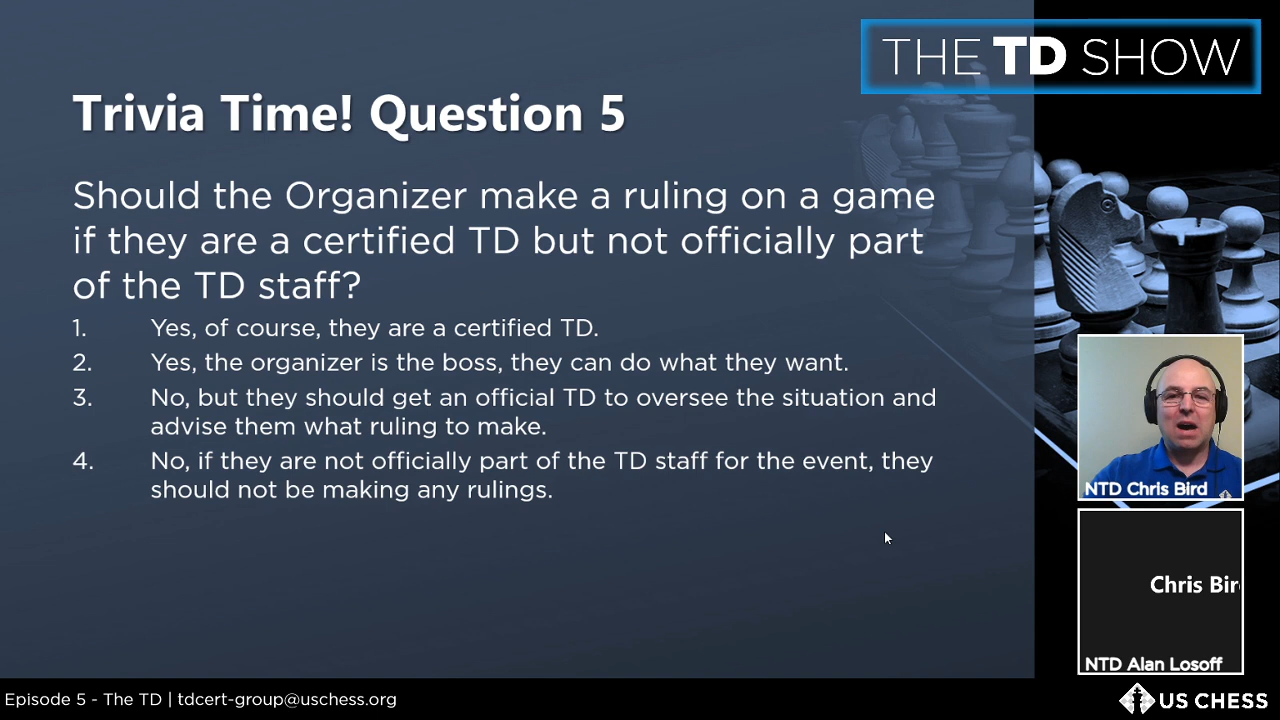 THE TD SHOW
Trivia Time! Question 5
Should the Organizer make a ruling on a game
if they are a certified TD but not officially part
of the TD staff?
1. Yes, of course, they are a certified TD.
2. Yes, the organizer is the boss, they can do what they want.
3. No, but they should get an official TD to oversee the situation and
advise them what ruling to make.
4. No, if they are not officially part of the TD staff for the event, they
should not be making any rulings.
NTD Chris Bird
Chris Bir
NTD Alan Losoff
Episode 5 - The TD | tdcert-group@uschess.org
US CHESS